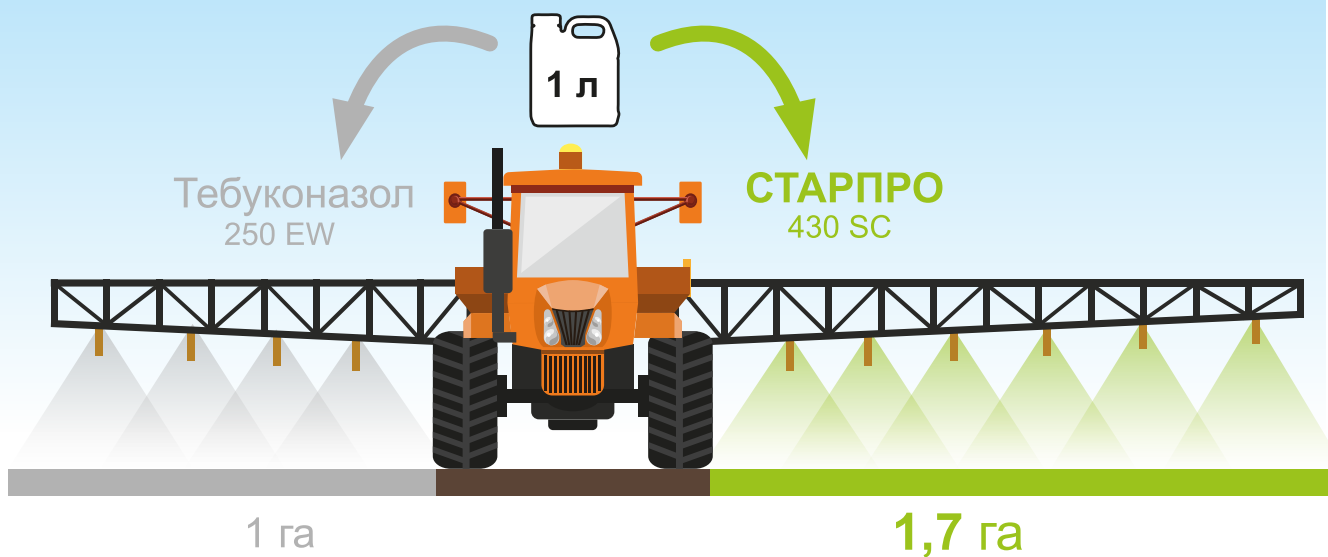 1 л
Тебуконазол
250 EW
СТАРПРО
430 SC
1 га
1,7 га